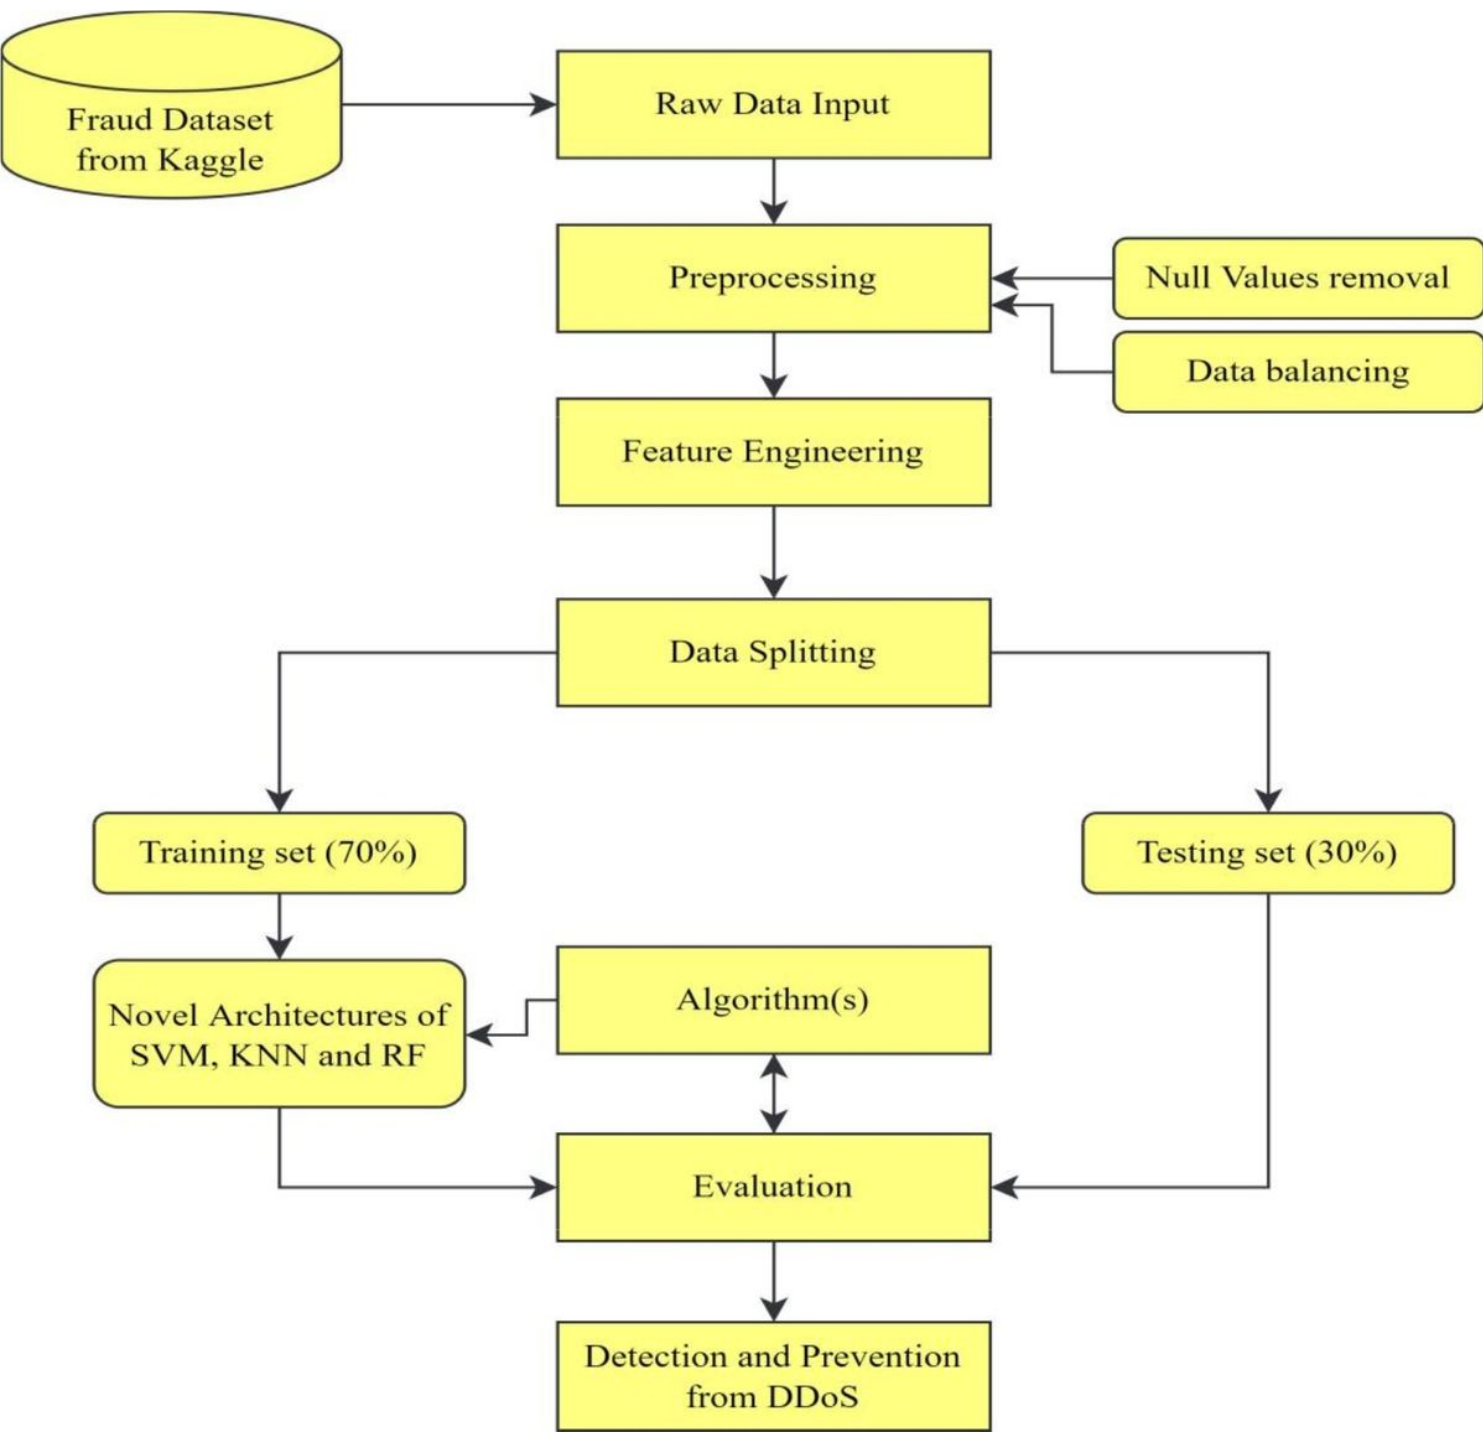 Fraud Dataset
from Kaggle
Raw Data Input
Preprocessing
Null Values removal
Data balancing
Feature Engineering
Data Splitting
Training set (70%)
Testing set (30%)
Novel Architectures of
SVM, KNN and RF
Algorithm(s)
Evaluation
Detection and Prevention
from DDoS